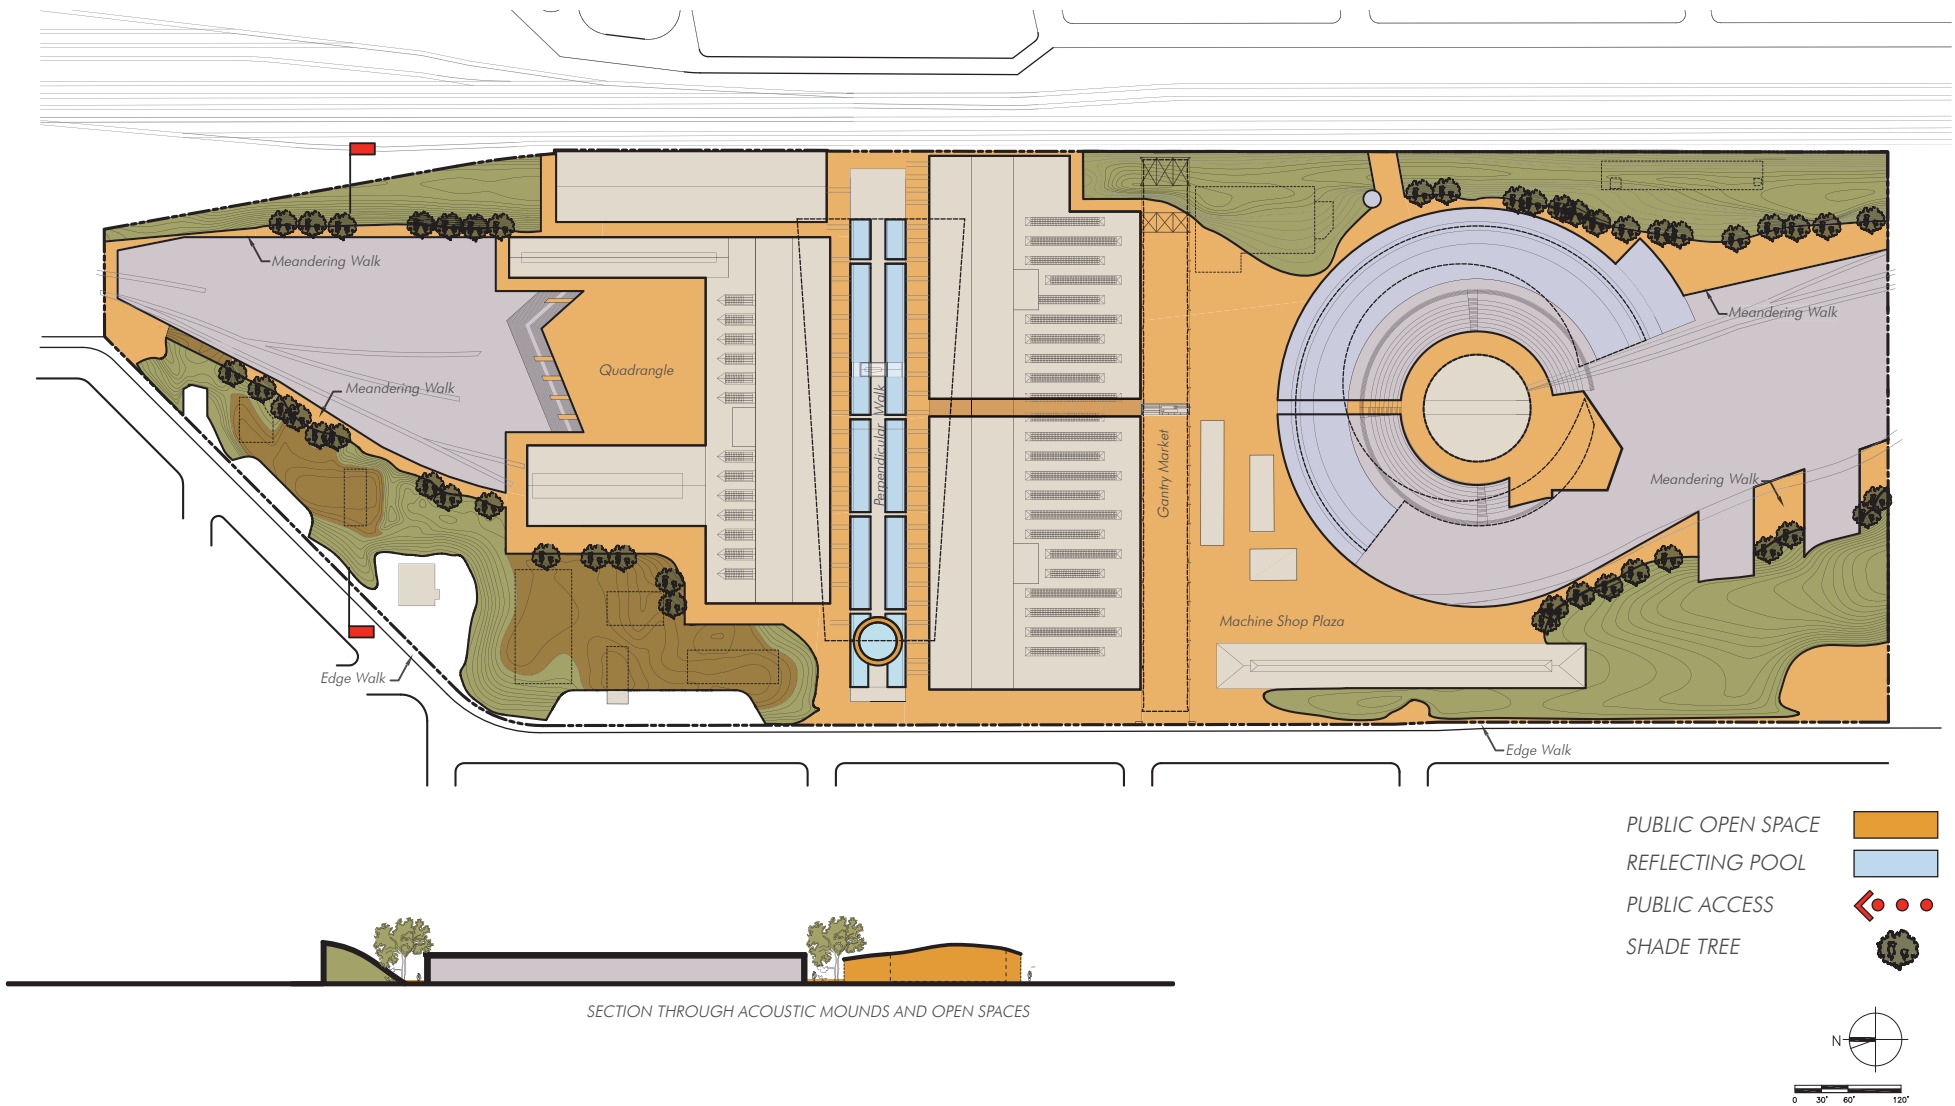 Meandering Walk
Meandering Walk
Meandering Walk
Quadrangle
Perpendicular Walk
Gantry Market
Meandering Walk
Machine Shop Plaza
Edge Walk
Edge Walk
PUBLIC OPEN SPACE
REFLECTING POOL
PUBLIC ACCESS
SHADE TREE
SECTION THROUGH ACOUSTIC MOUNDS AND OPEN SPACES
N
0 30' 60' 120'